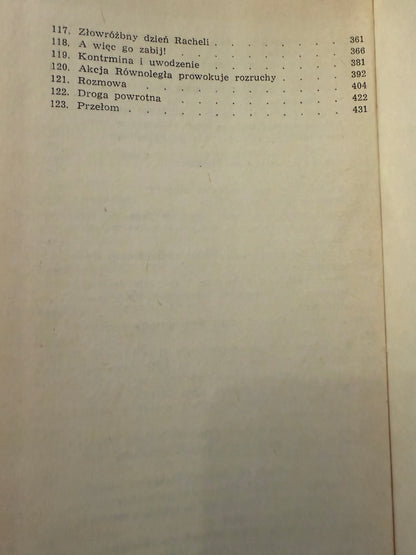 117. Złowróżbny dzień Racheli . . . . . . . 361
118. A więc go zabij! . . . . . . . . . 366
119. Kontrmina i uwodzenie . . . . . . . 381
120. Akcja Równoległa prowokuje rozruchy . . . . 392
121. Rozmowa . . . . . . . . . . 404
122. Droga powrotna . . . . . . . . . 422
123. Przełom . . . . . . . . . . . 431